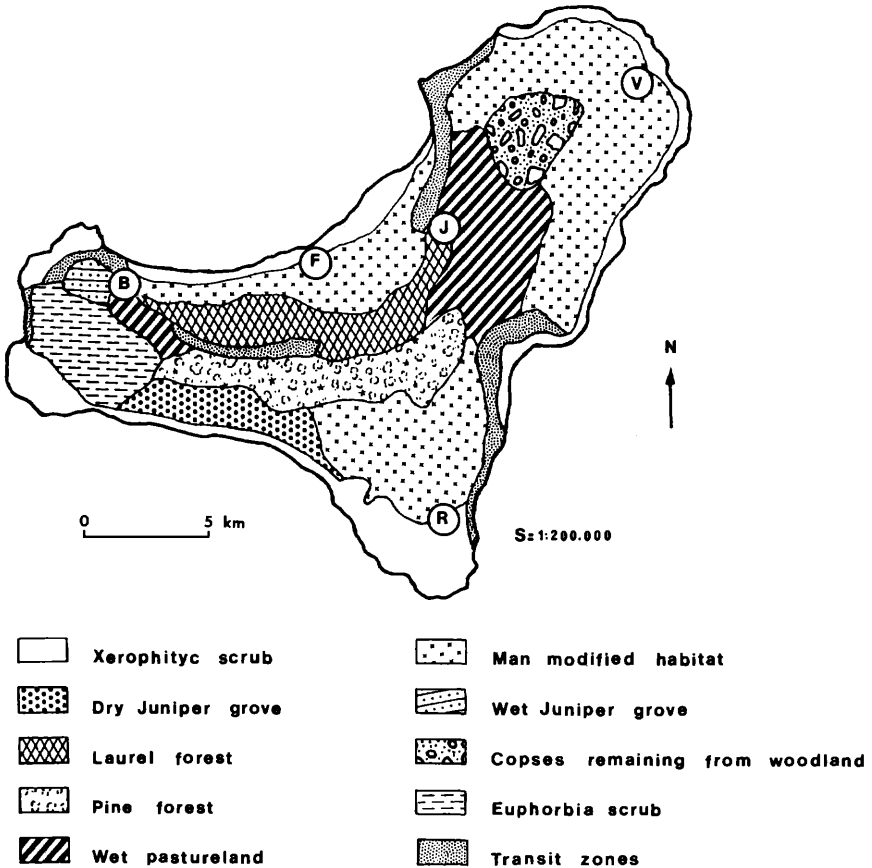 V
J
F
B
N
R
0 5 km
S=1:200.000
Xerophityc scrub
Dry Juniper grove
Laurel forest
Pine forest
Wet pastureland
Man modified habitat
Wet Juniper grove
Copses remaining from woodland
Euphorbia scrub
Transit zones